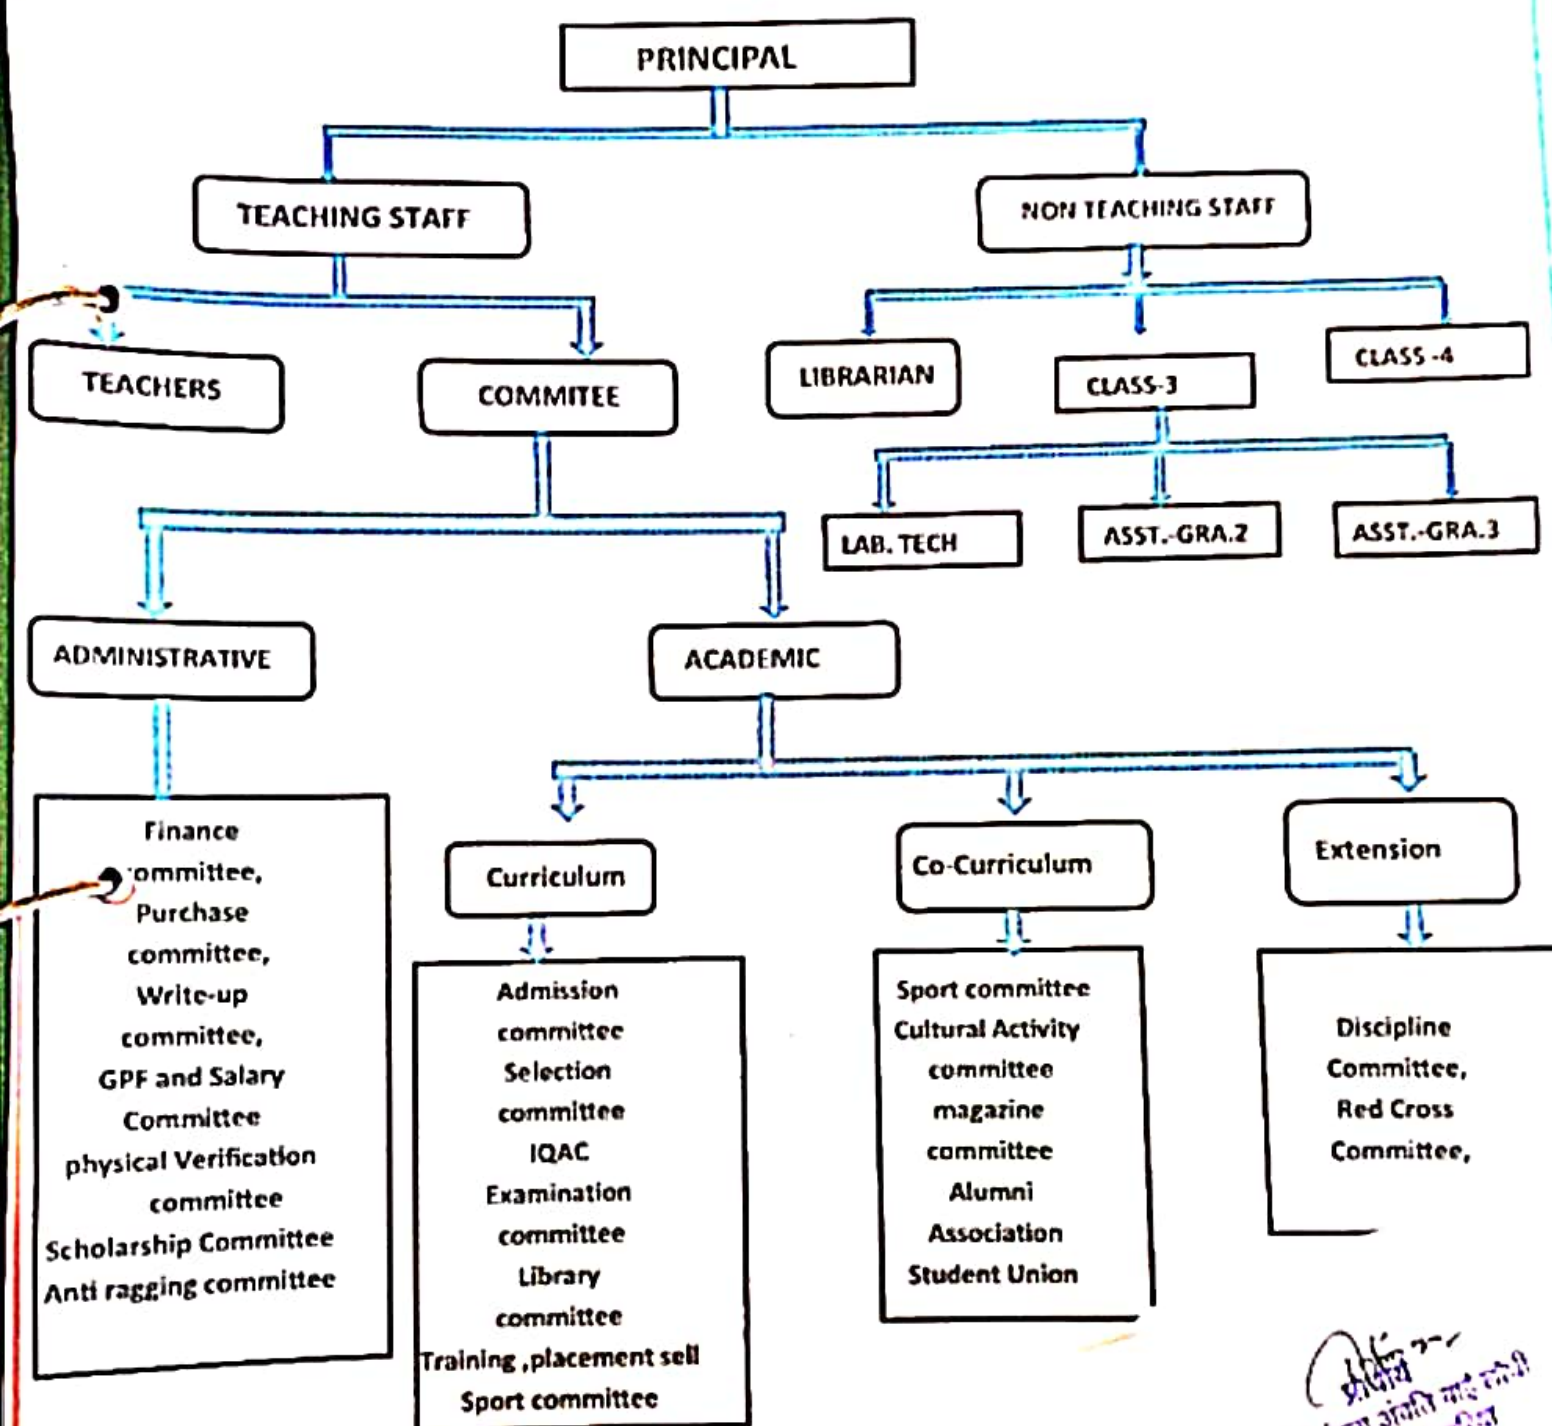 PRINCIPAL
TEACHING STAFF
NON TEACHING STAFF
TEACHERS
COMMITEE
LIBRARIAN
CLASS-3
CLASS -4
LAB. TECH
ASST.-GRA.2
ASST.-GRA.3
ADMINISTRATIVE
ACADEMIC
Curriculum
Co-Curriculum
Extension
Finance
ommittee,
Purchase
committee,
Write-up
committee,
GPF and Salary
Committee
physical Verification
committee
Scholarship Committee
Anti ragging committee
Admission
committee
Selection
committee
IQAC
Examination
committee
Library
committee
Training ,placement sell
Sport committee
Sport committee
Cultural Activity
committee
magazine
committee
Alumni
Association
Student Union
Discipline
Committee,
Red Cross
Committee,